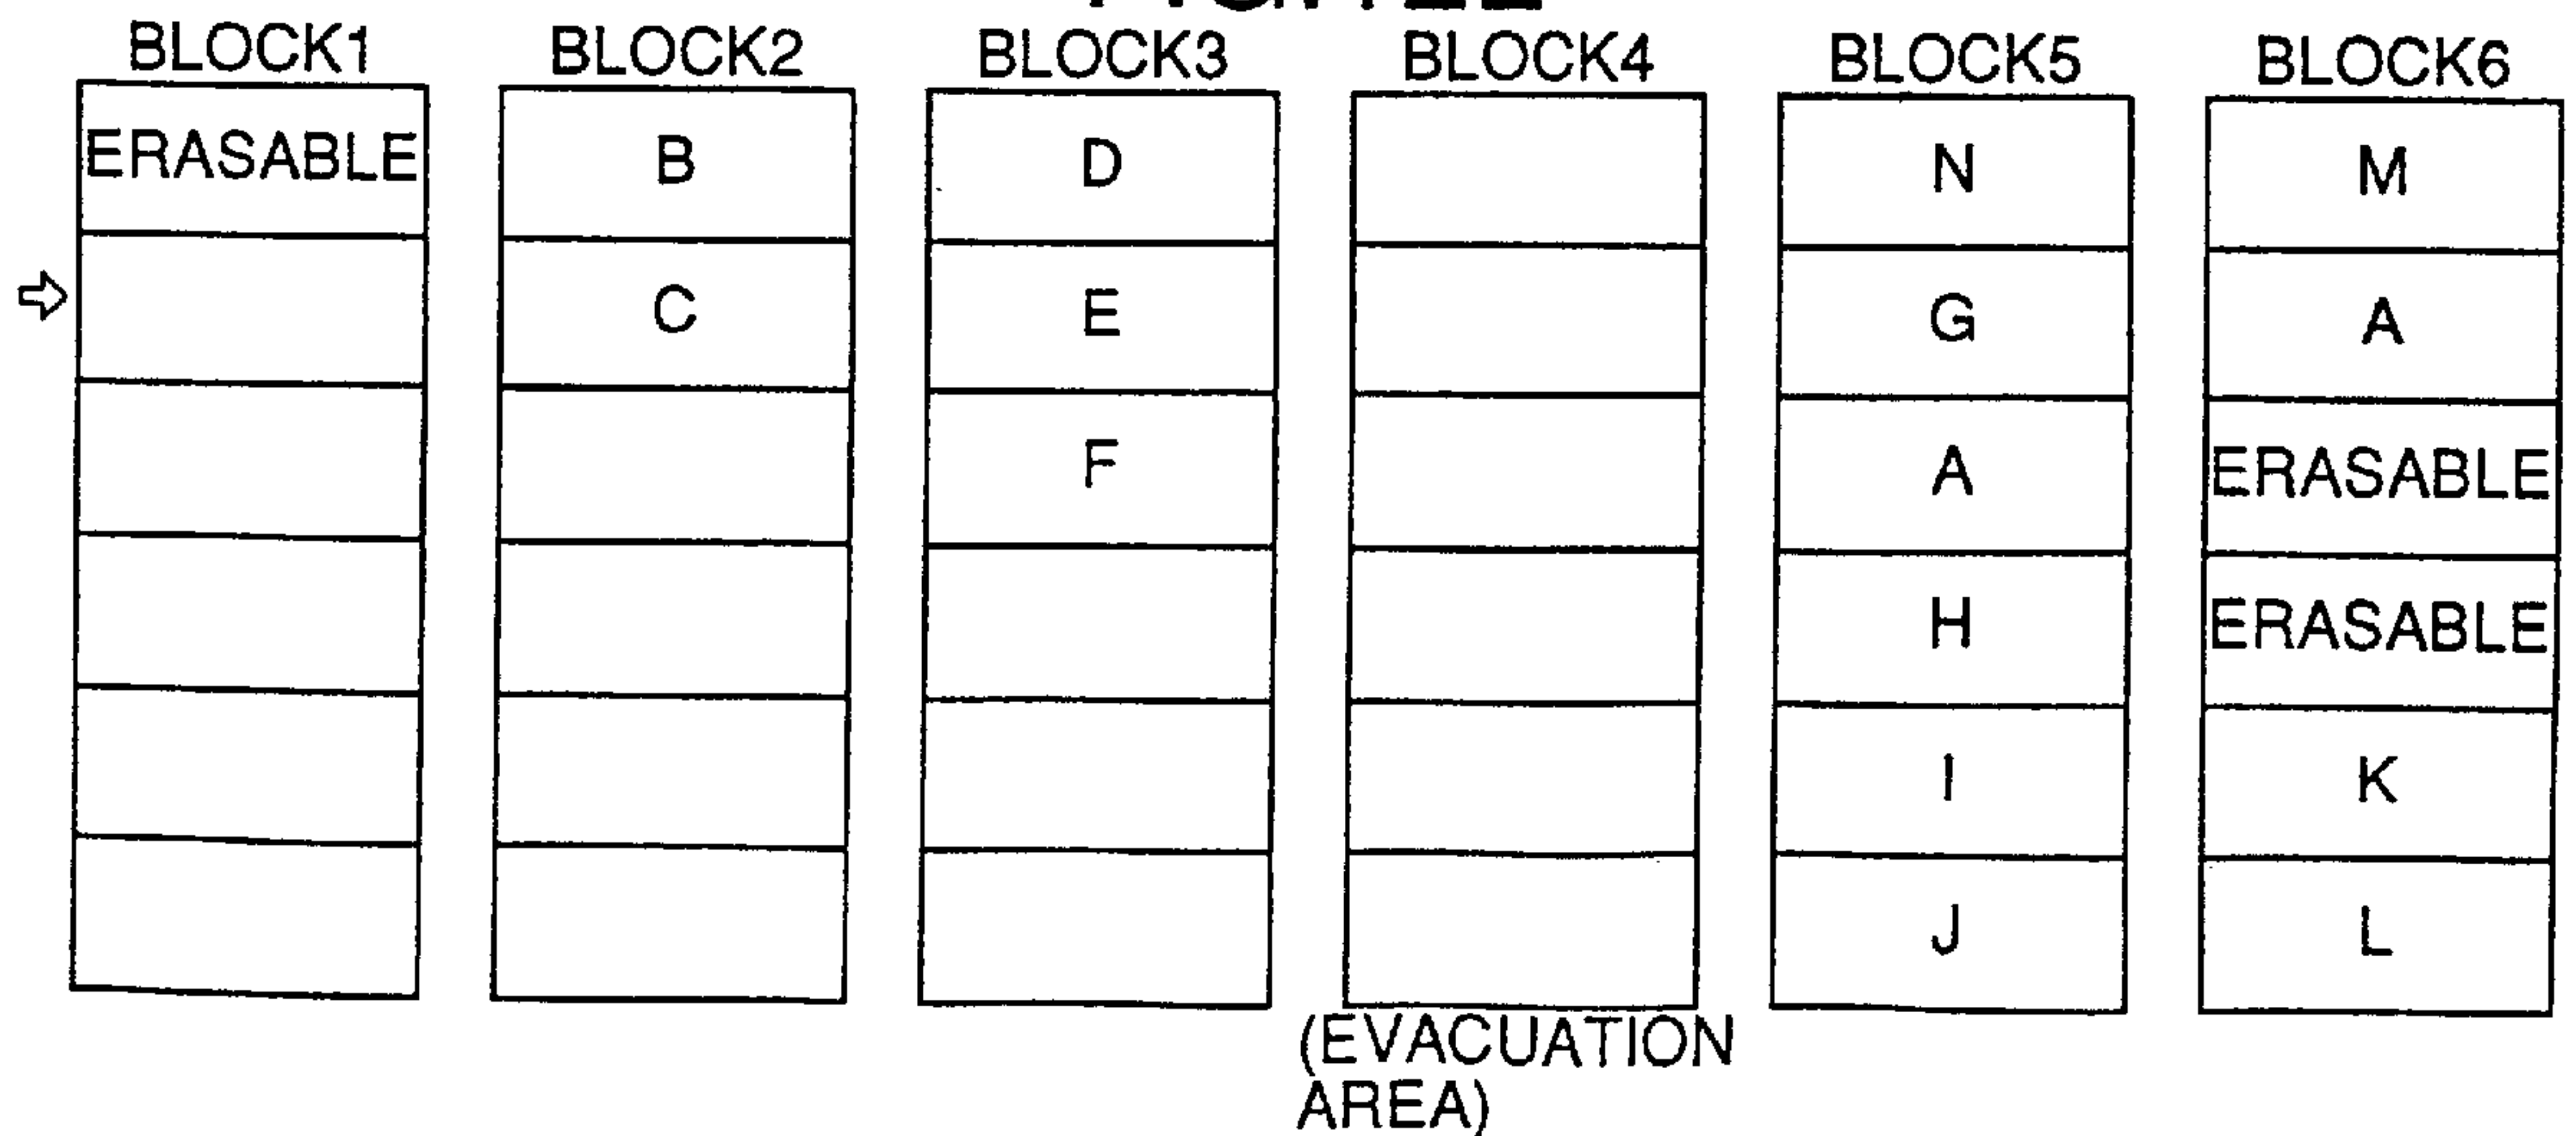 BLOCK1 BLOCK2 BLOCK3 BLOCK4 BLOCK5 BLOCK6
ERASABLE B D N M
C E G A
F A ERASABLE
H ERASABLE
I K
J L
(EVACUATION
AREA)